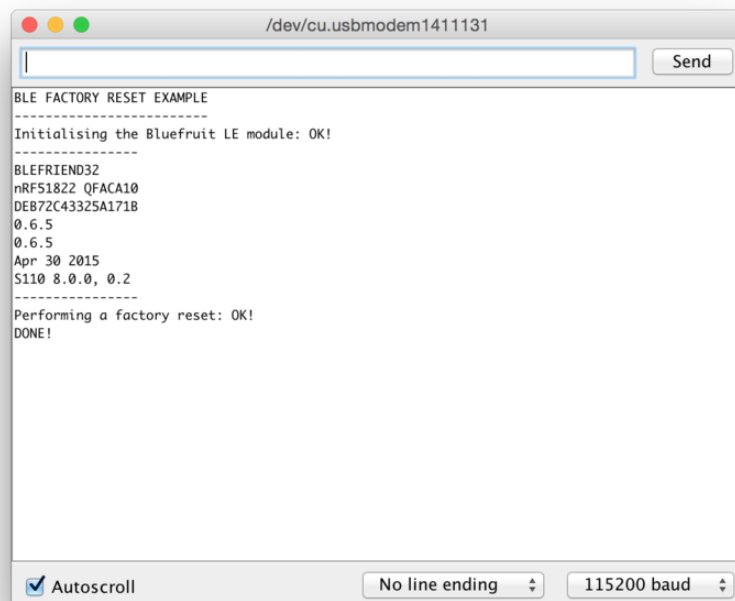 /dev/cu.usbmodem1411131
Send
BLE FACTORY RESET EXAMPLE
-------------------------
Initialising the Bluefruit LE module: OK!
----------------
BLEFRIEND32
nRF51822 QFACA10
DEB72C43325A171B
0.6.5
0.6.5
Apr 30 2015
S110 8.0.0, 0.2
----------------
Performing a factory reset: OK!
DONE!
Autoscroll No line ending 115200 baud